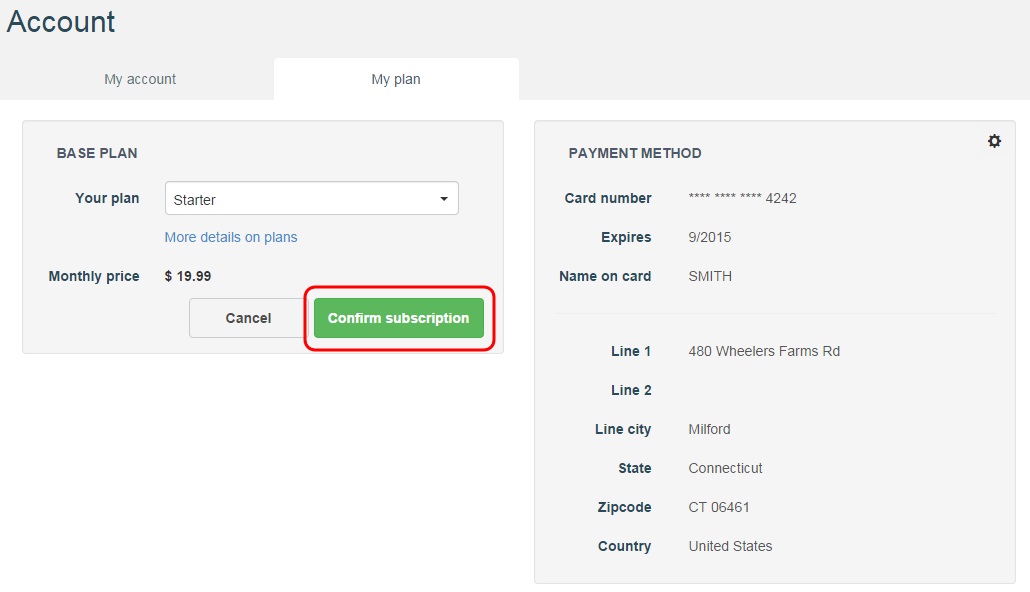 Account
My account
My plan
BASE PLAN
Your plan Starter
More details on plans
Monthly price $ 19.99
Cancel Confirm subscription
PAYMENT METHOD
Card number **** **** **** 4242
Expires 9/2015
Name on card SMITH
Line 1 480 Wheelers Farms Rd
Line 2
Line city Milford
State Connecticut
Zipcode CT 06461
Country United States